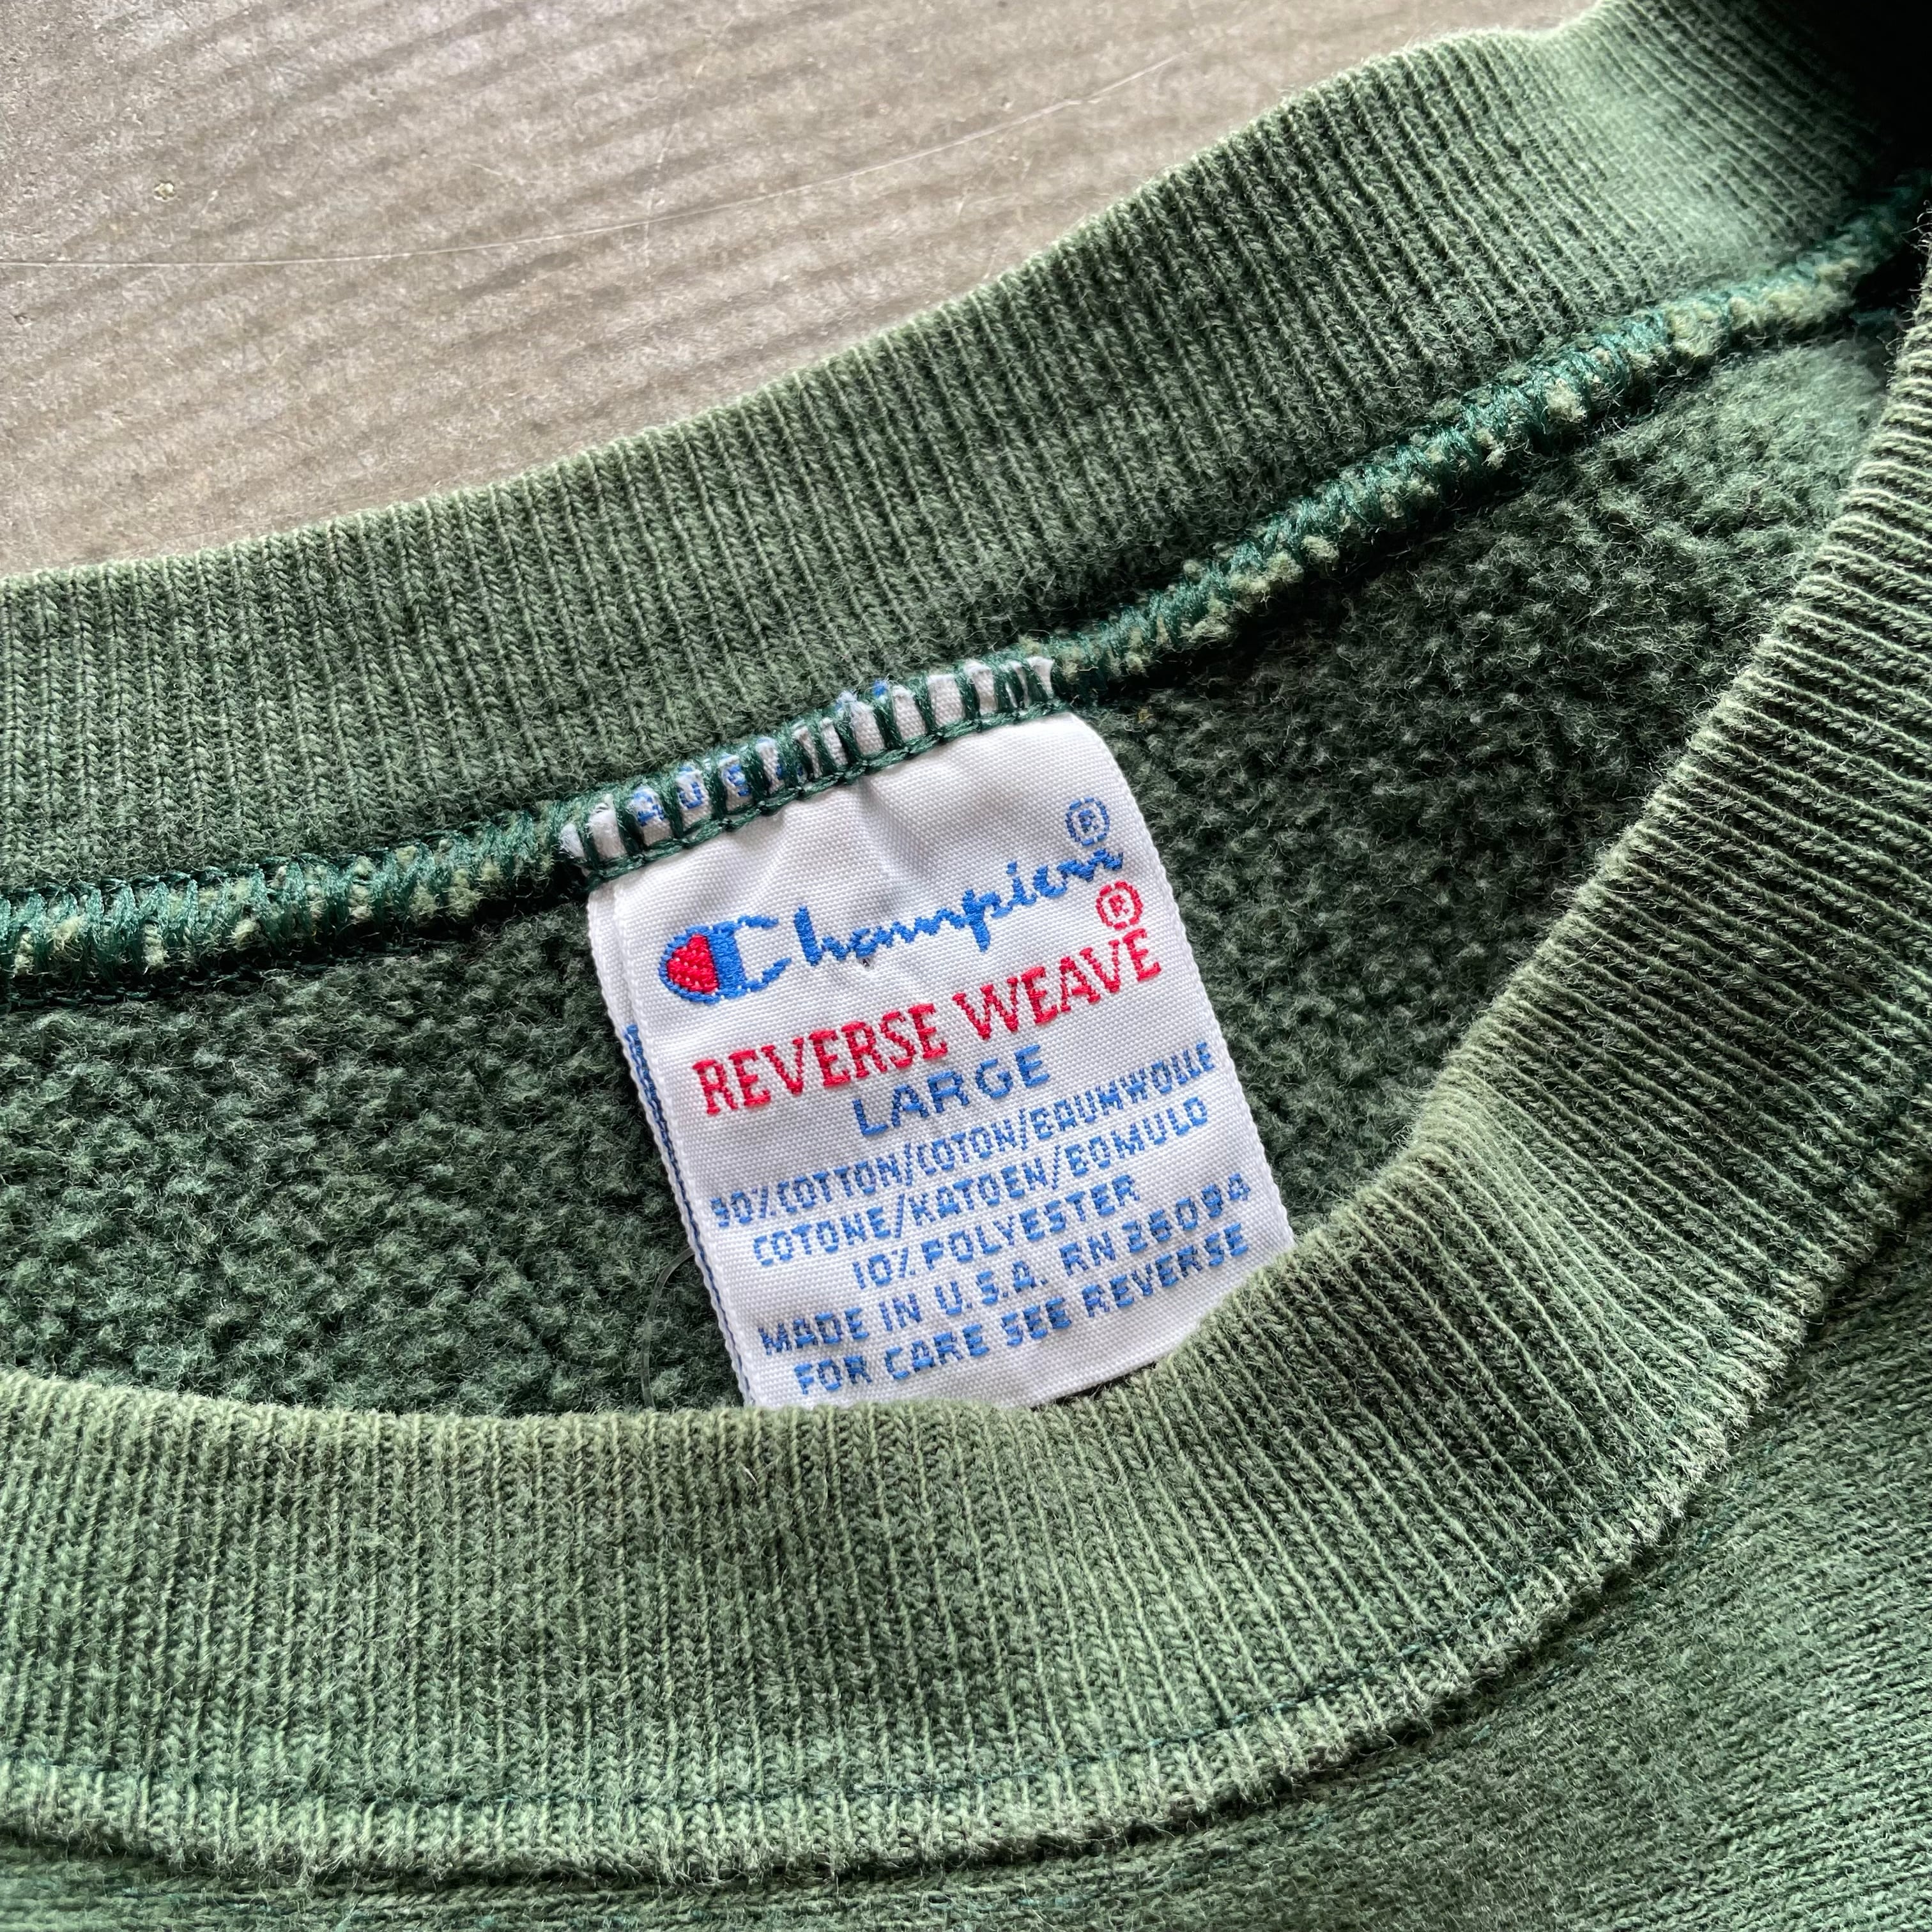 Champion®
REVERSE WEAVE®
LARGE
90% COTTON/COTON/BAUMWOLLE
COTONE/KATOEN/BOMULD
10% POLYESTER
MADE IN U.S.A. RN 26094
FOR CARE SEE REVERSE